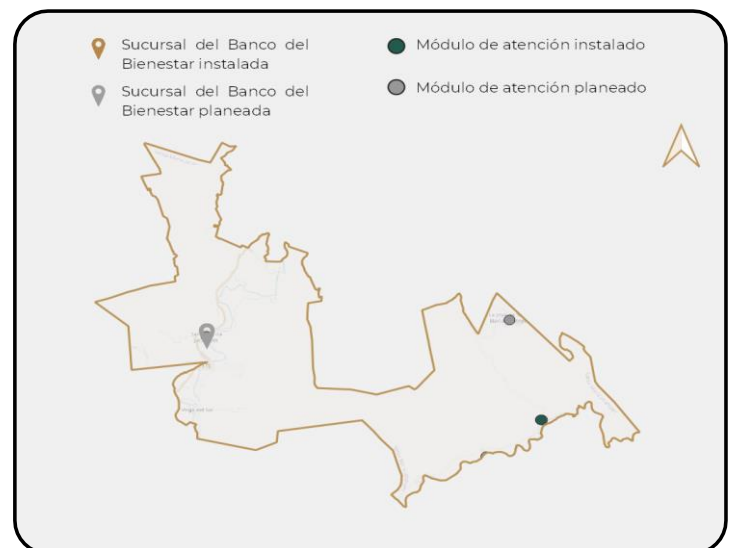 Sucursal del Banco del
Bienestar instalada
Sucursal del Banco del
Bienestar planeada
Módulo de atención instalado
Módulo de atención planeado